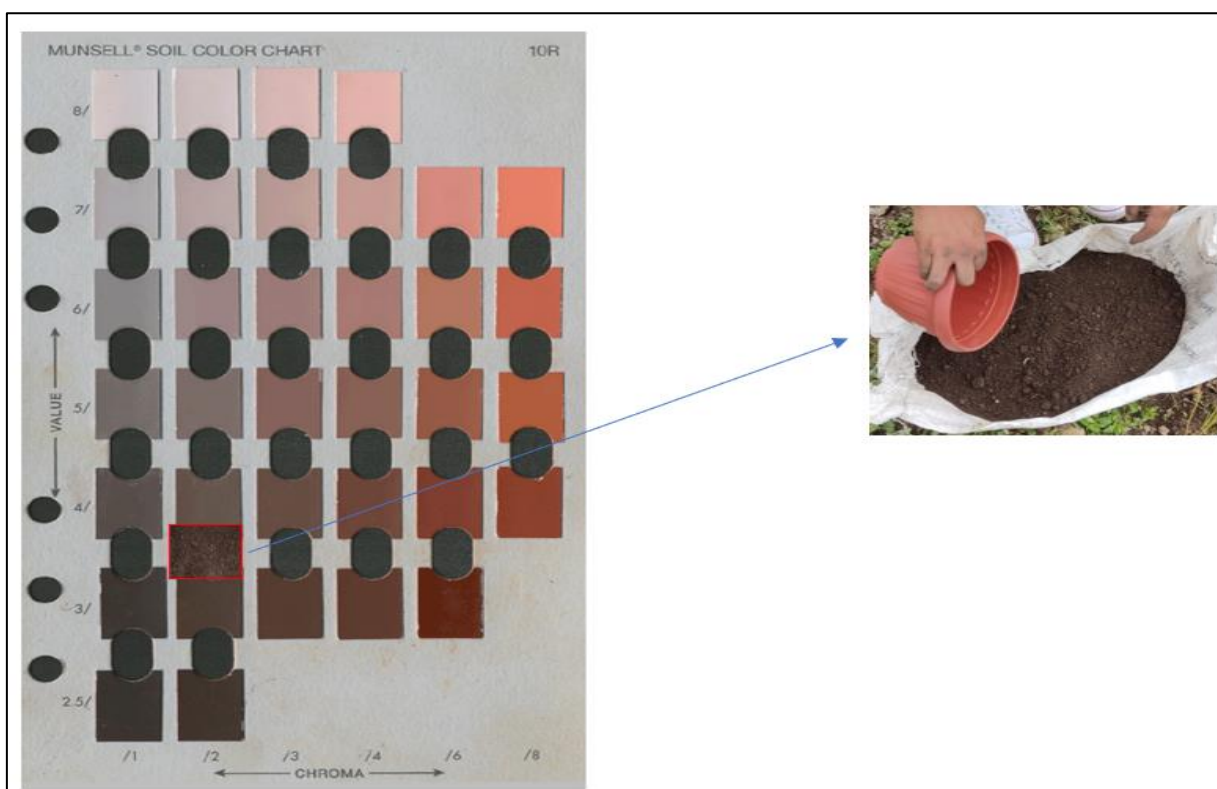 MUNSELL® SOIL COLOR CHART 10R
8/
7/
6/
5/
4/
3/
2.5/
VALUE
/1 /2 /3 /4 /6 /8
CHROMA